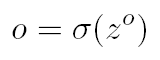 o = σ(z^o)